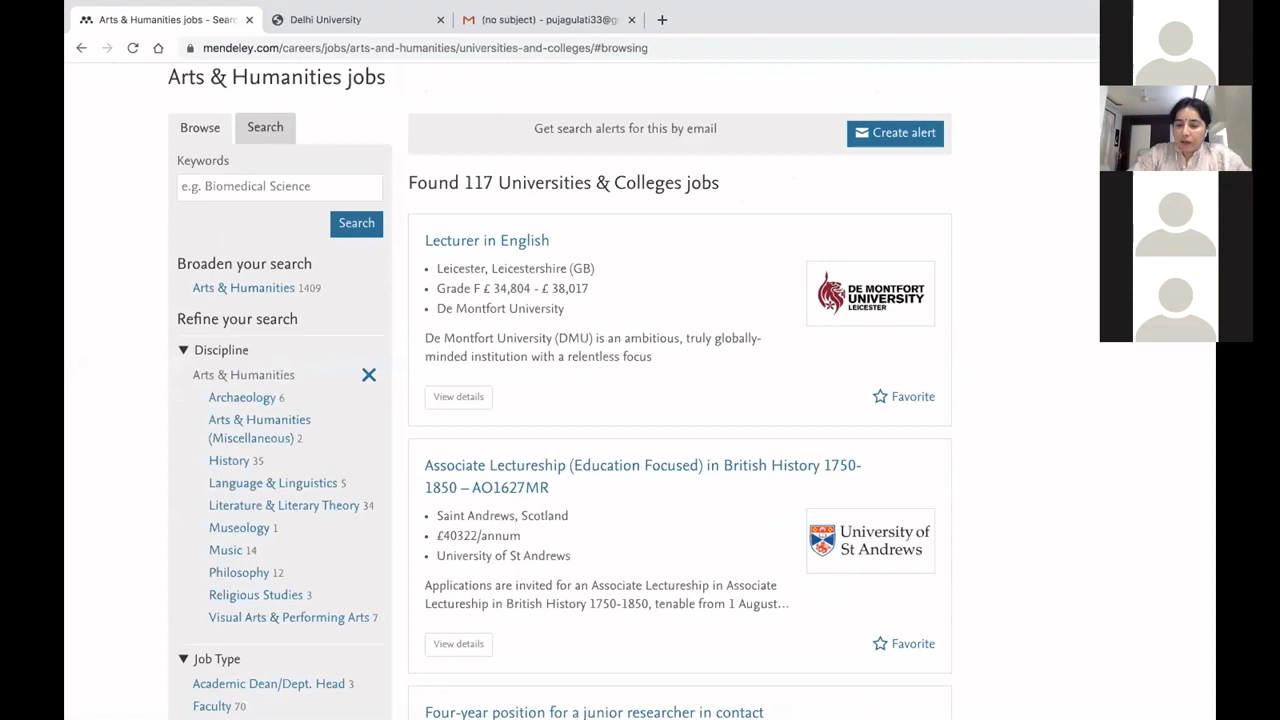 Arts & Humanities jobs - Sear
Delhi University
(no subject) - pujagulati33@g
mendeley.com/careers/jobs/arts-and-humanities/universities-and-colleges/#browsing
Arts & Humanities jobs
Browse
Search
Keywords
e.g. Biomedical Science
Search
Broaden your search
Arts & Humanities 1409
Refine your search
Discipline
Arts & Humanities
Archaeology 6
Arts & Humanities
(Miscellaneous) 2
History 35
Language & Linguistics 5
Literature & Literary Theory 34
Museology 1
Music 14
Philosophy 12
Religious Studies 3
Visual Arts & Performing Arts 7
Job Type
Academic Dean/Dept. Head 3
Faculty 70
Get search alerts for this by email
Create alert
Found 117 Universities & Colleges jobs
Lecturer in English
Leicester, Leicestershire (GB)
Grade F £ 34,804 - £ 38,017
De Montfort University
DE MONTFORT
UNIVERSITY
LEICESTER
De Montfort University (DMU) is an ambitious, truly globally-
minded institution with a relentless focus
View details
Favorite
Associate Lectureship (Education Focused) in British History 1750-
1850 – AO1627MR
Saint Andrews, Scotland
£40322/annum
University of St Andrews
University of
St Andrews
Applications are invited for an Associate Lectureship in Associate
Lectureship in British History 1750-1850, tenable from 1 August...
View details
Favorite
Four-year position for a junior researcher in contact